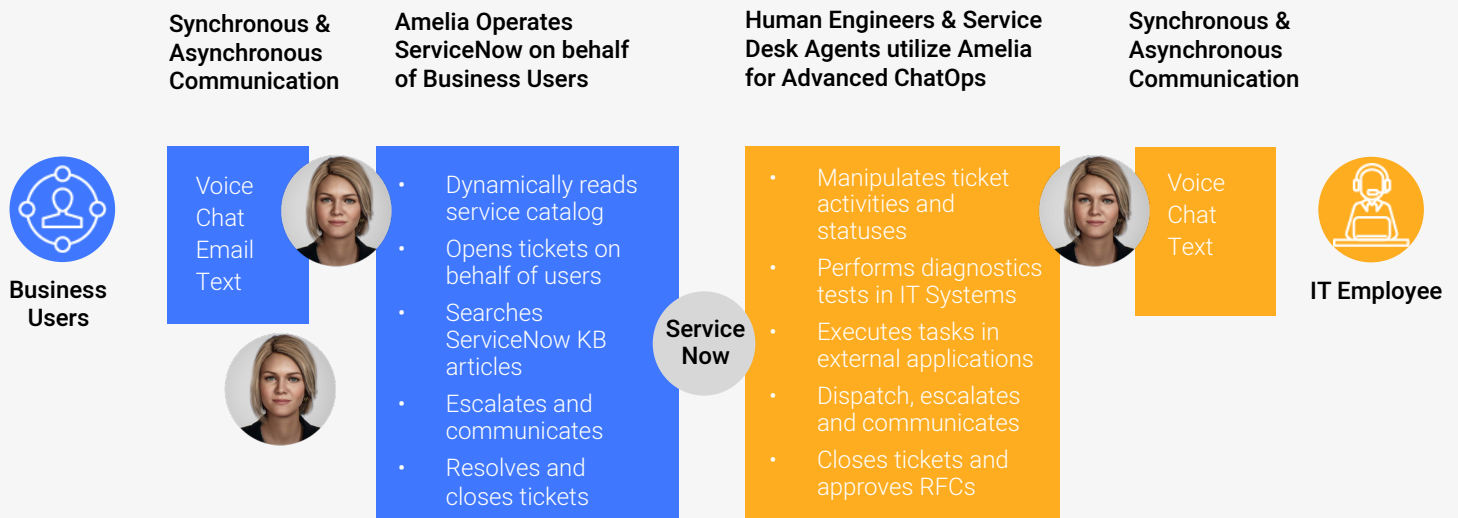 Synchronous &
Asynchronous
Communication
Amelia Operates
ServiceNow on behalf
of Business Users
Human Engineers & Service
Desk Agents utilize Amelia
for Advanced ChatOps
Synchronous &
Asynchronous
Communication
Business
Users
Voice
Chat
Email
Text
• Dynamically reads
service catalog
• Opens tickets on
behalf of users
• Searches
ServiceNow KB
articles
• Escalates and
communicates
• Resolves and
closes tickets
Service
Now
• Manipulates ticket
activities and
statuses
• Performs diagnostics
tests in IT Systems
• Executes tasks in
external applications
• Dispatch, escalates
and communicates
• Closes tickets and
approves RFCs
Voice
Chat
Text
IT Employee